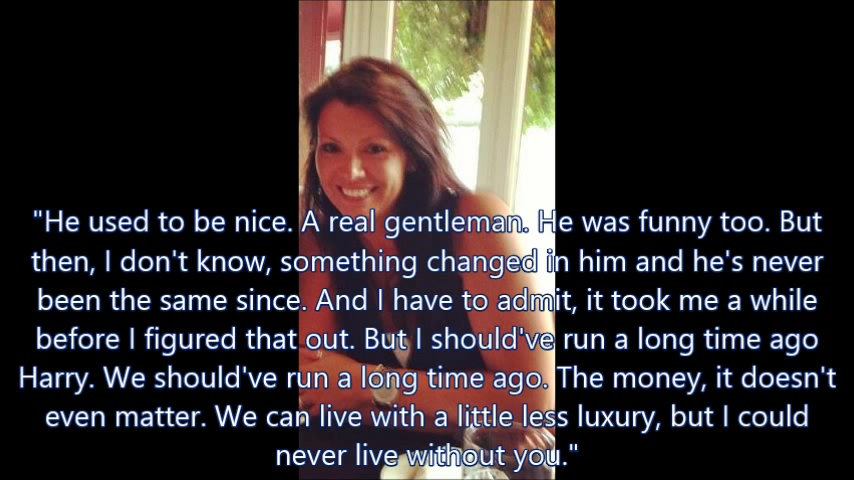 "He used to be nice. A real gentleman. He was funny too. But
then, I don't know, something changed in him and he's never
been the same since. And I have to admit, it took me a while
before I figured that out. But I should've run a long time ago
Harry. We should've run a long time ago. The money, it doesn't
even matter. We can live with a little less luxury, but I could
never live without you."